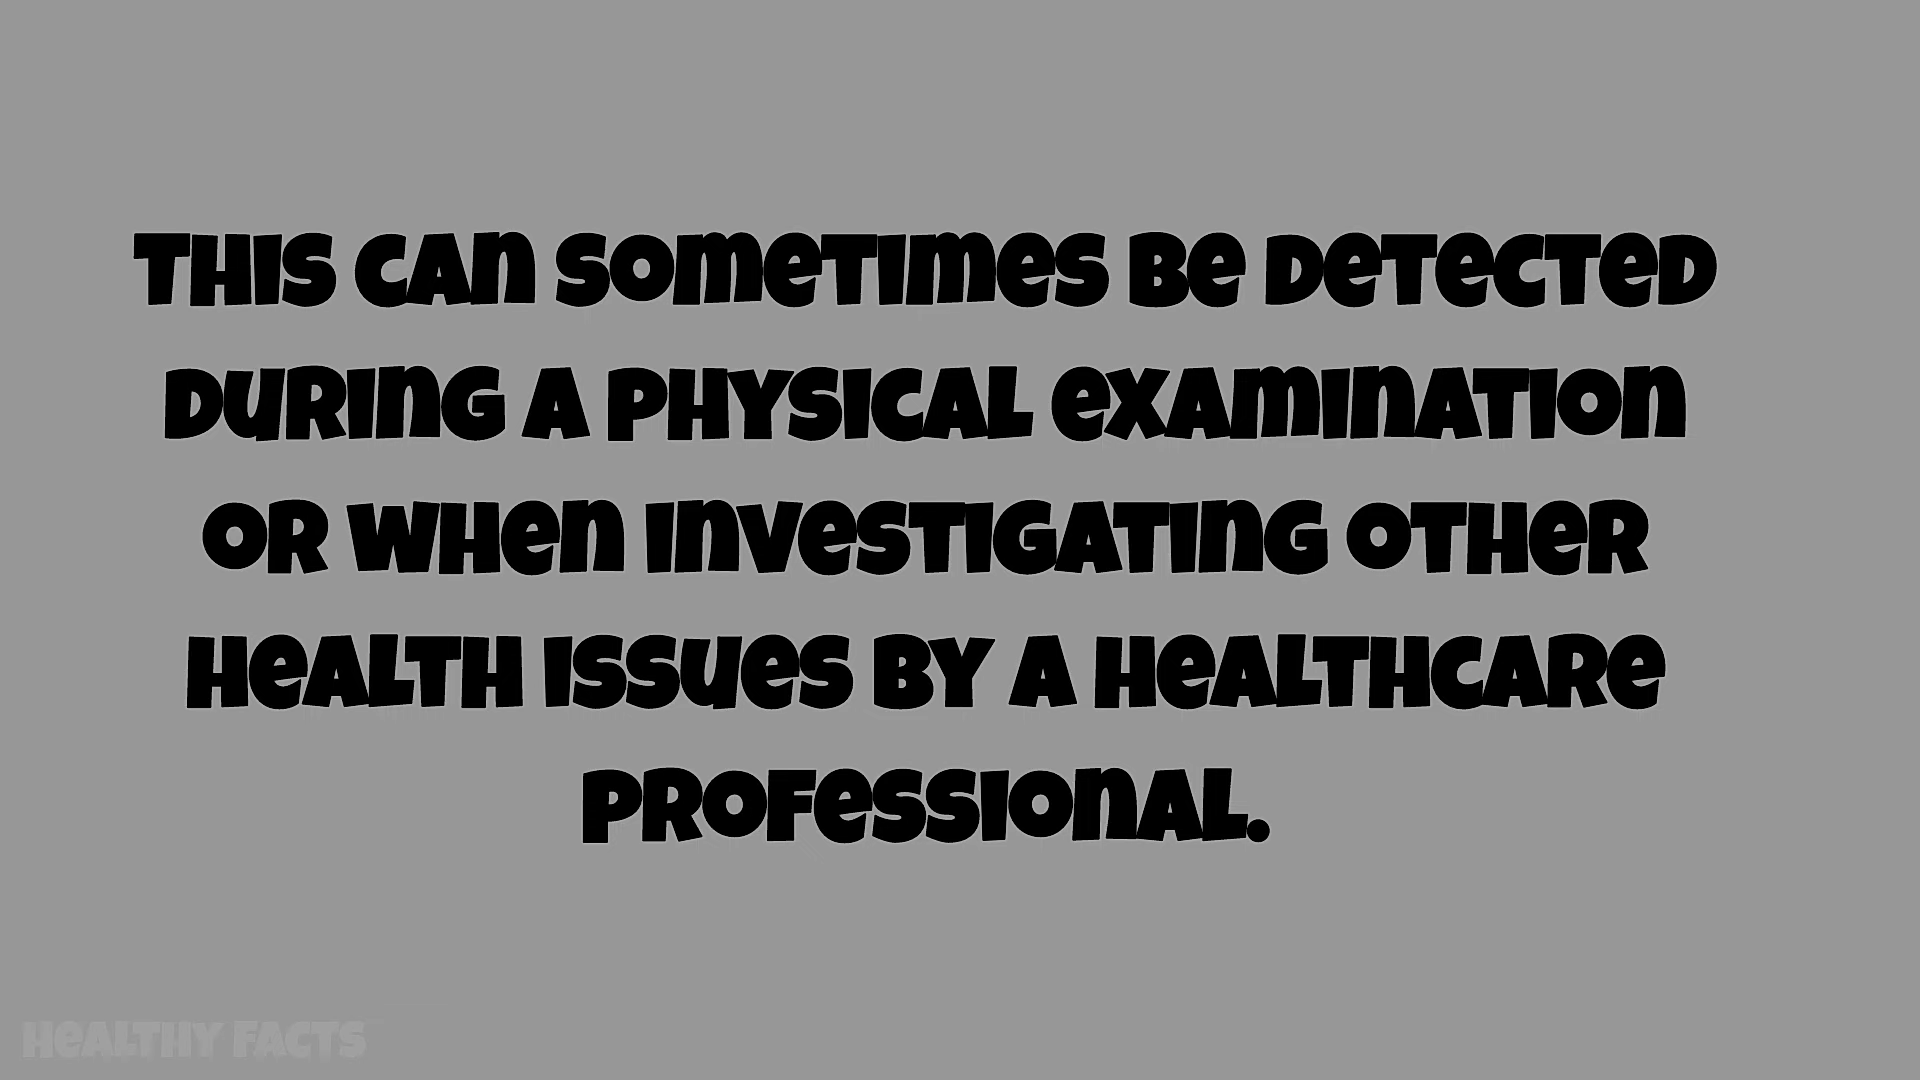 THIS CAN SOMETIMES BE DETECTED
DURING A PHYSICAL EXAMINATION
OR WHEN INVESTIGATING OTHER
HEALTH ISSUES BY A HEALTHCARE
PROFESSIONAL.
HEALTHY FACTS